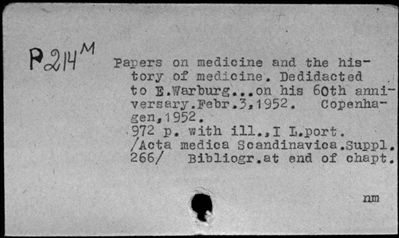 P214M
Papers on medicine and the his-
tory of medicine. Dedidacted
to E.Warburg...on his 60th anni-
versary.Febr.3,1952. Copenha-
gen,1952.
972 p. with ill.,I L.port.
/Acta medica Scandinavica.Suppl.
266/ Bibliogr.at end of chapt.
nm